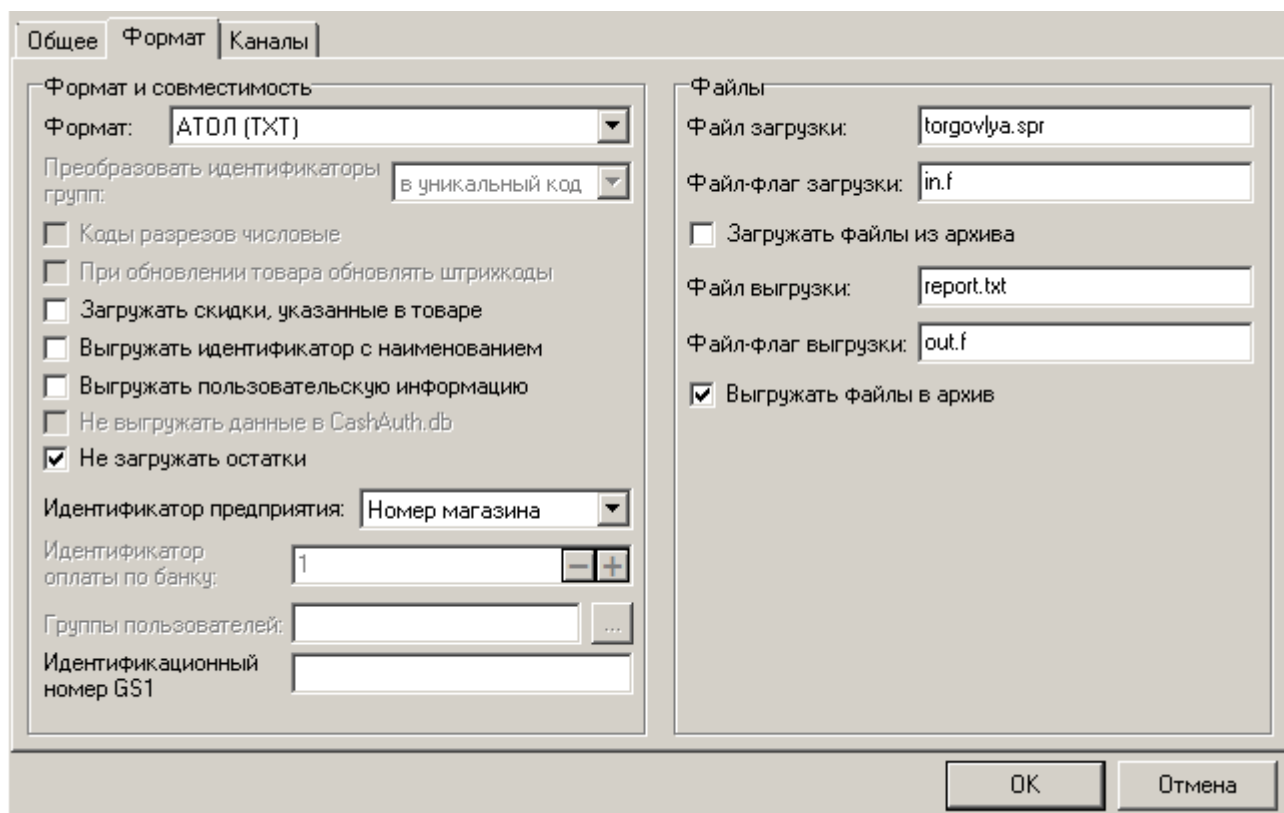 Общее Формат Каналы
Формат и совместимость
Формат: АТОЛ (TXT)
Преобразовать идентификаторы
групп: в уникальный код
Коды разрезов числовые
При обновлении товара обновлять штрихкоды
Загружать скидки, указанные в товаре
Выгружать идентификатор с наименованием
Выгружать пользовательскую информацию
Не выгружать данные в CashAuth.db
Не загружать остатки
Идентификатор предприятия: Номер магазина
Идентификатор
оплаты по банку: 1
Группы пользователей: ...
Идентификационный
номер GS1
Файлы
Файл загрузки: torgovlya.spr
Файл-флаг загрузки: in.f
Загружать файлы из архива
Файл выгрузки: report.txt
Файл-флаг выгрузки: out.f
Выгружать файлы в архив
OK Отмена